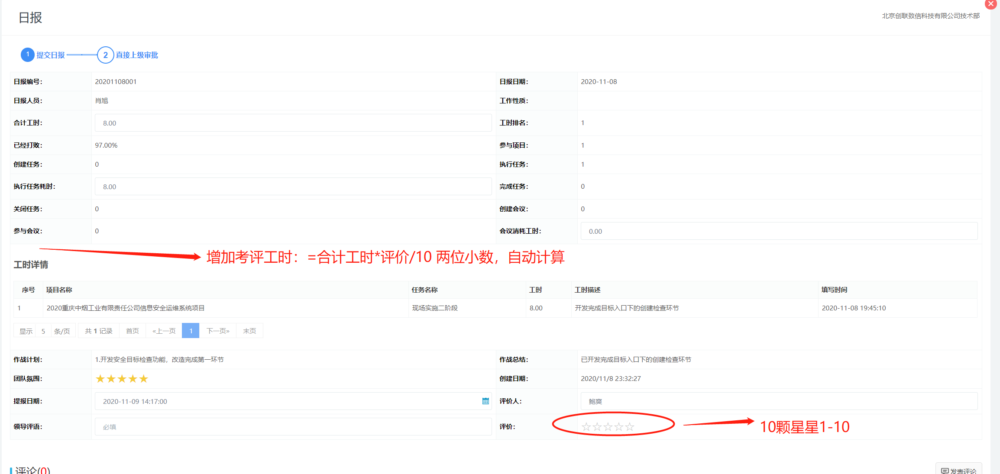 日报
北京创联致信科技有限公司技术部
1 提交日报 2 直接上级审批
日报编号： 20201108001 日报日期： 2020-11-08
日报人员： 肖旭 工作性质：
合计工时： 8.00 工时排名： 1
已经打败： 97.00% 参与项目： 1
创建任务： 0 执行任务： 1
执行任务耗时： 8.00 完成任务： 0
关闭任务： 0 创建会议： 0
参与会议： 0 会议消耗工时： 0.00
增加考评工时：=合计工时*评价/10 两位小数，自动计算
工时详情
序号 项目名称 任务名称 工时 工时描述 填写时间
1 2020重庆中烟工业有限责任公司信息安全运维系统项目 现场实施二阶段 8.00 开发完成目标入口下的创建检查环节 2020-11-08 19:45:10
显示 5 条/页 共 1 记录 首页 «上一页 1 下一页» 末页
作战计划： 1.开发安全目标检查功能，改造完成第一环节 作战总结： 已开发完成目标入口下的创建检查环节
团队氛围： ★★★★★ 创建日期： 2020/11/8 23:32:27
提报日期： 2020-11-09 14:17:00 评价人： 鲍爽
领导评语： 必填 评价： ☆☆☆☆☆ 10颗星星1-10
评论(0) 发表评论